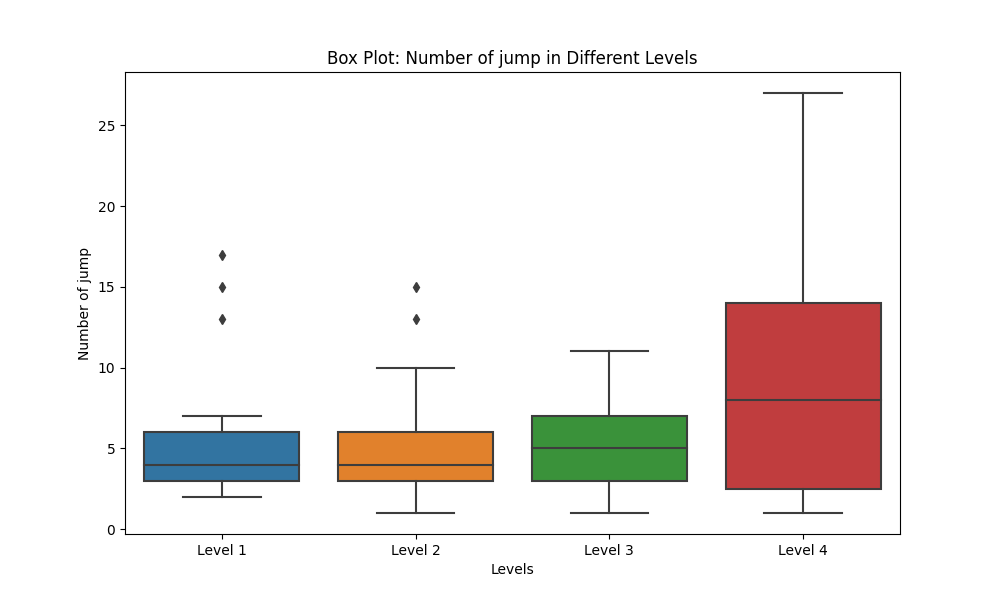 Box Plot: Number of jump in Different Levels
Number of jump
25
20
15
10
5
0
Level 1
Level 2
Level 3
Level 4
Levels